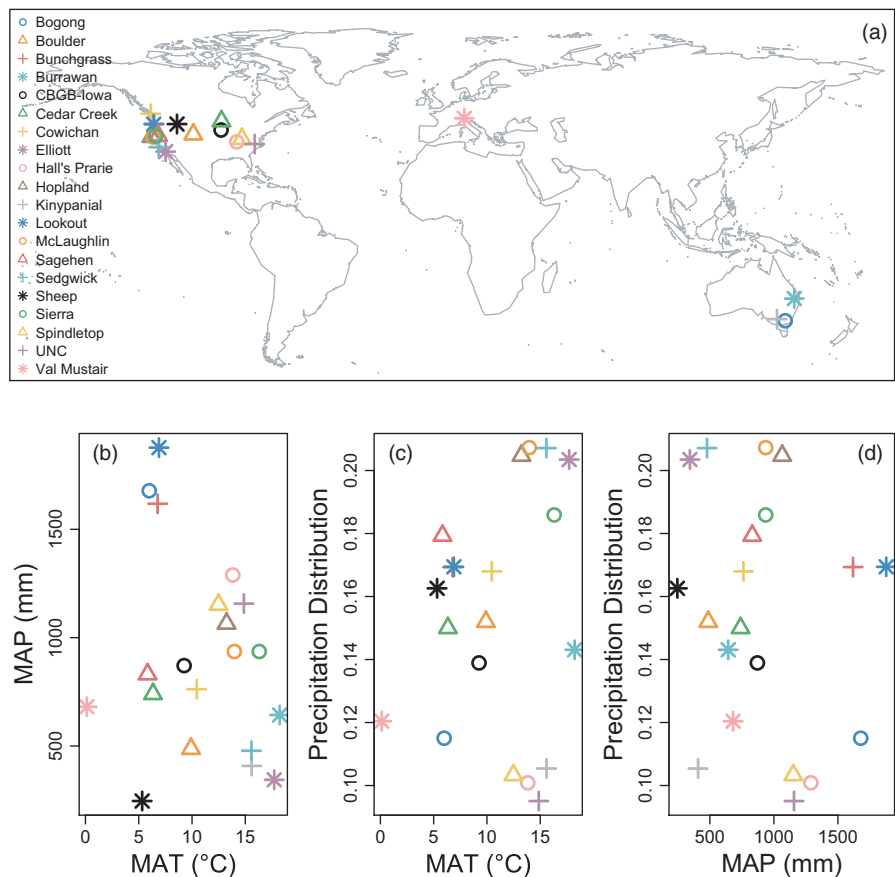 (a)
Bogong
Boulder
Bunchgrass
Burrawan
CBGB-Iowa
Cedar Creek
Cowichan
Elliott
Hall's Prarie
Hopland
Kinypanial
Lookout
McLaughlin
Sagehen
Sedgwick
Sheep
Sierra
Spindletop
UNC
Val Mustair
(b)
MAP (mm)
500
1000
1500
0 5 10 15
MAT (°C)
(c)
Precipitation Distribution
0.10
0.12
0.14
0.16
0.18
0.20
0 5 10 15
MAT (°C)
(d)
Precipitation Distribution
0.10
0.12
0.14
0.16
0.18
0.20
500 1000 1500
MAP (mm)